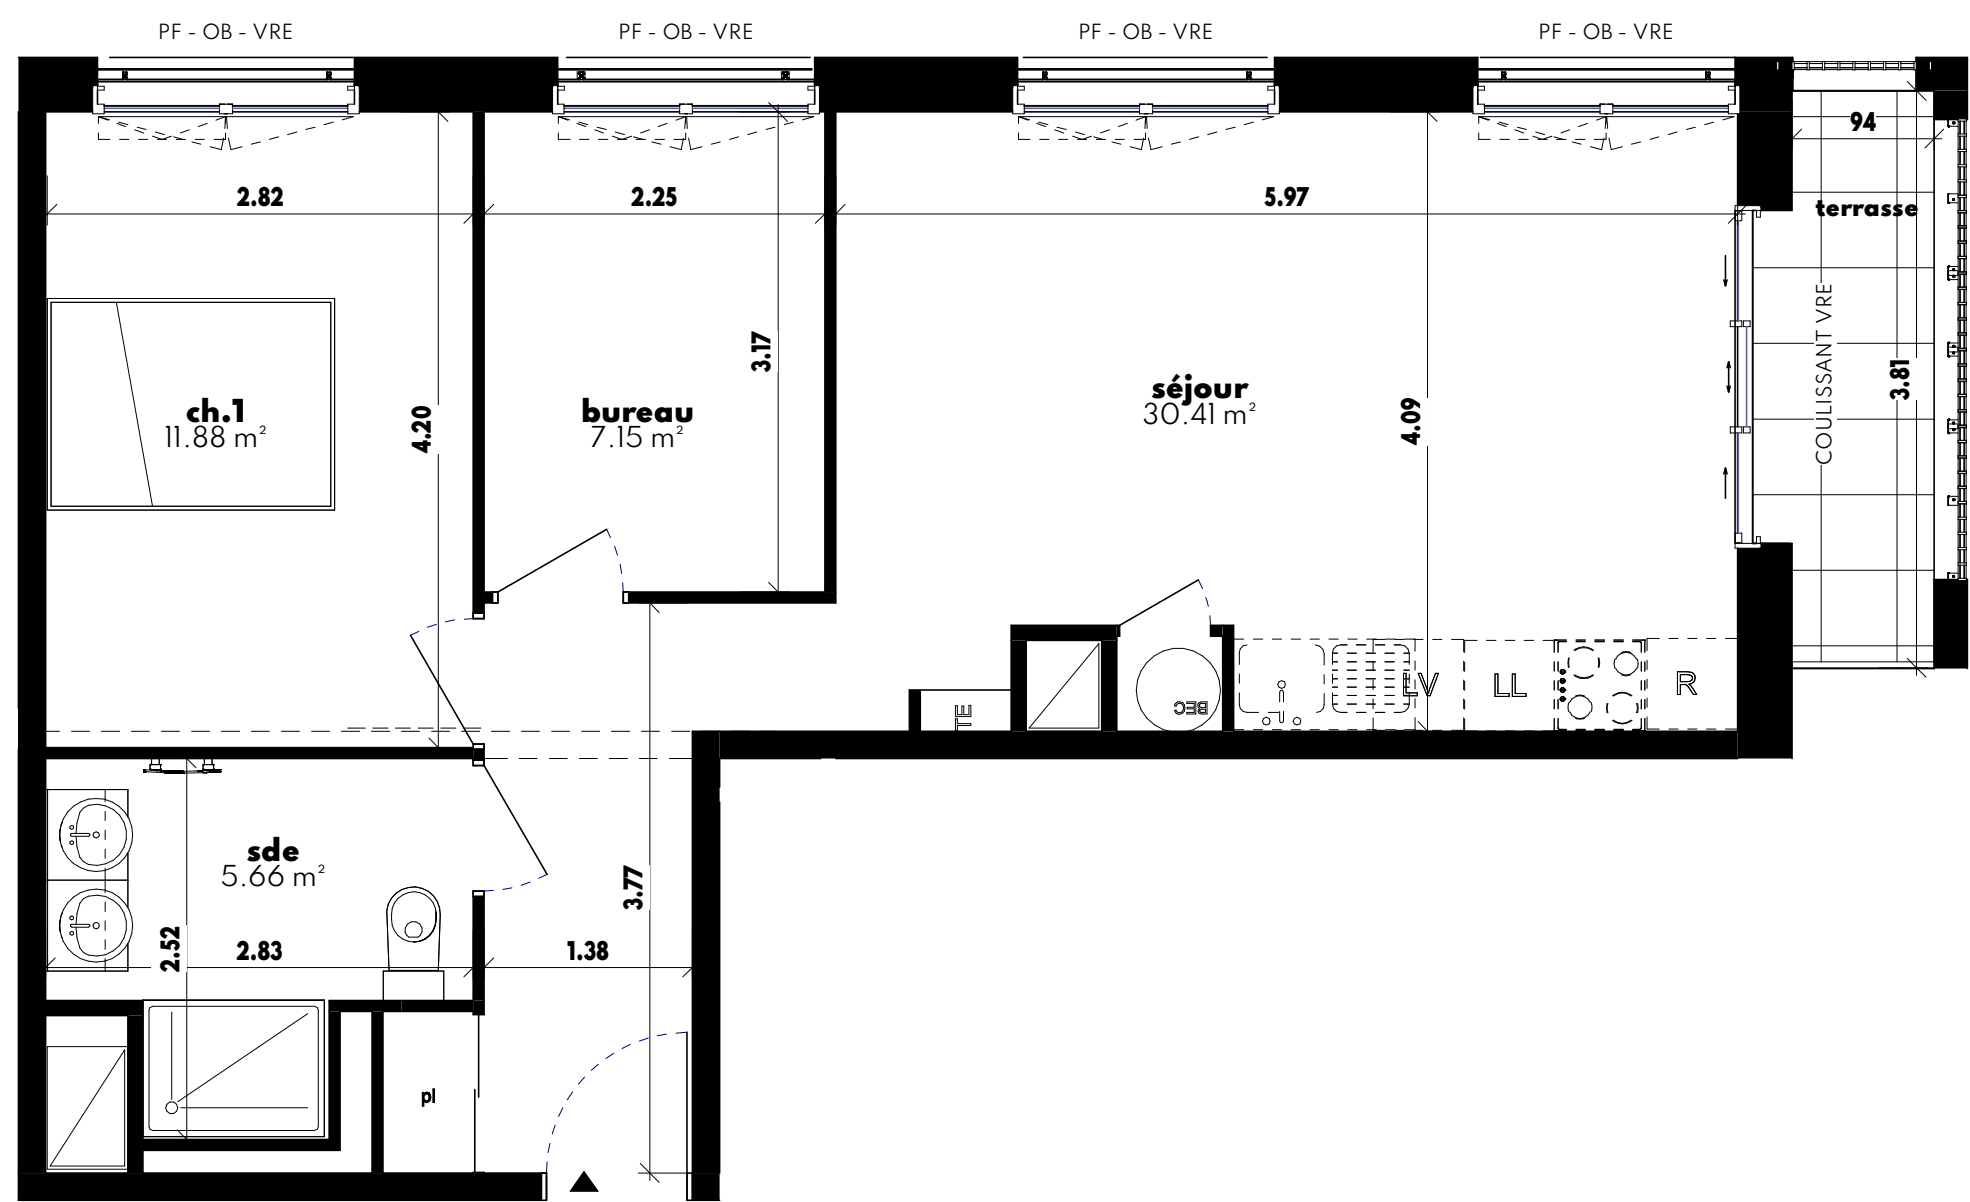 PF - OB - VRE
PF - OB - VRE
PF - OB - VRE
PF - OB - VRE
94
2.82
2.25
5.97
terrasse
3.17
COULISSANT VRE
3.81
ch.1
11.88 m²
4.20
bureau
7.15 m²
séjour
30.41 m²
4.09
TE
BEC
LV
LL
R
sde
5.66 m²
3.77
2.52
2.83
1.38
pl